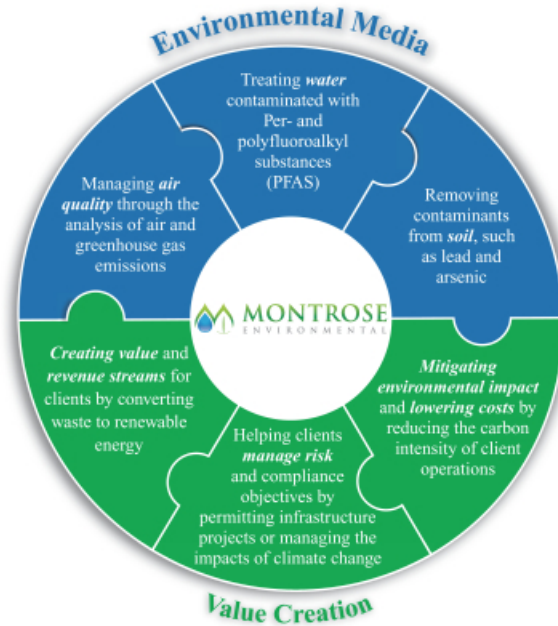 Environmental Media
Treating water
contaminated with
Per- and
polyfluoroalkyl
substances
(PFAS)
Managing air
quality through the
analysis of air and
greenhouse gas
emissions
Removing
contaminants
from soil, such
as lead and
arsenic
MONTROSE
ENVIRONMENTAL
Creating value and
revenue streams for
clients by converting
waste to renewable
energy
Mitigating
environmental impact
and lowering costs by
reducing the carbon
intensity of client
operations
Helping clients
manage risk
and compliance
objectives by
permitting infrastructure
projects or managing the
impacts of climate change
Value Creation